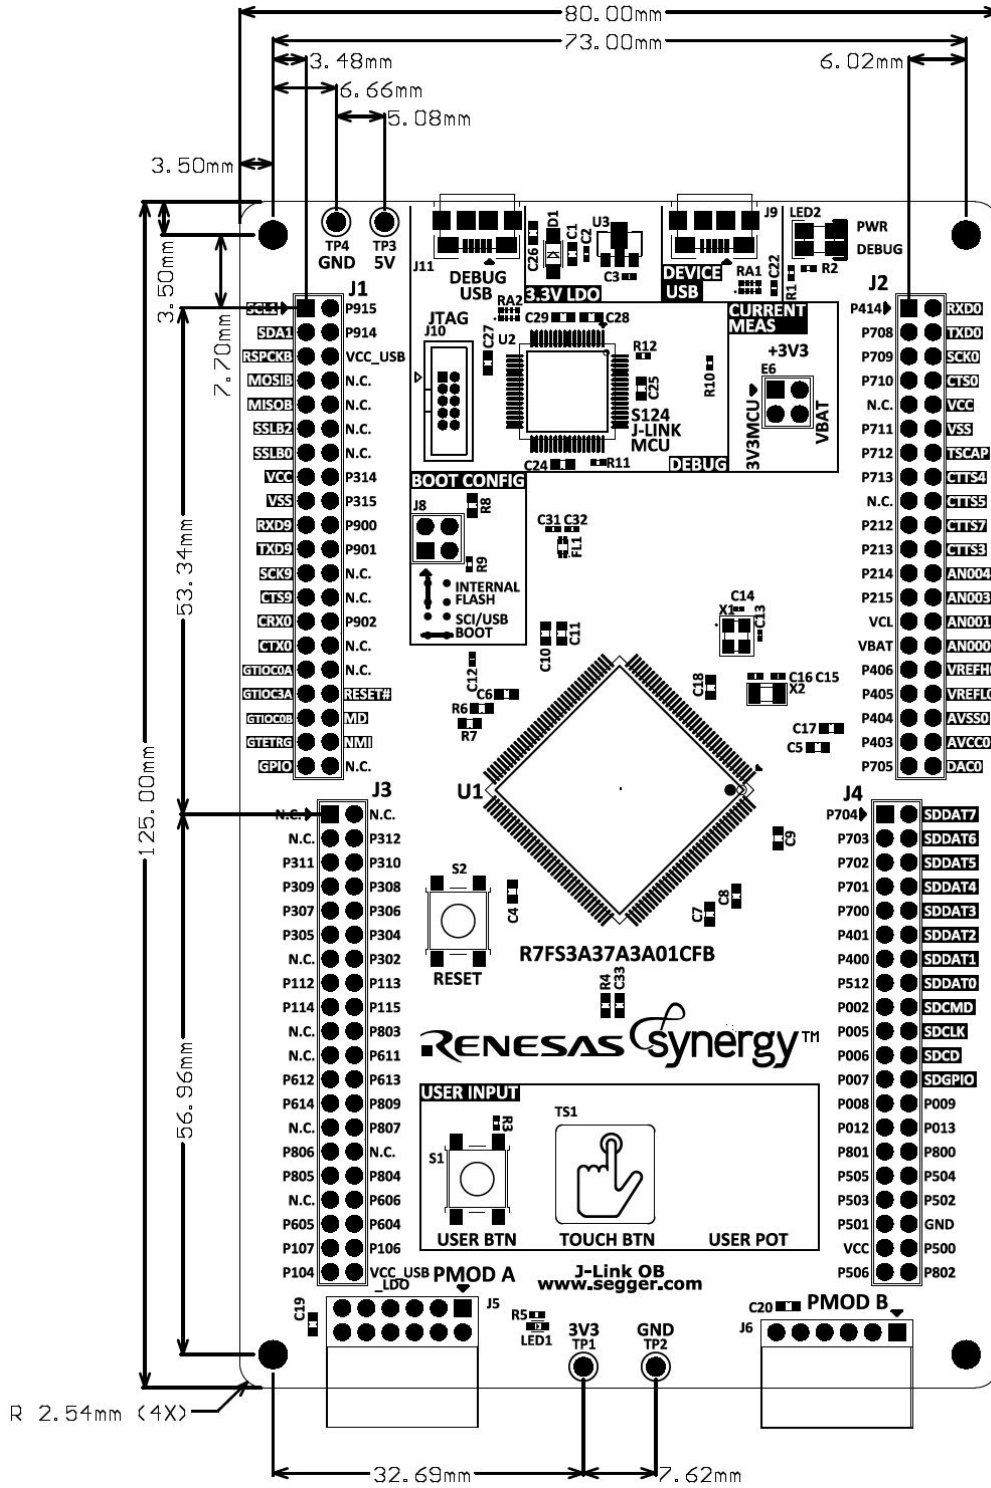 80.00mm
73.00mm
3.48mm
6.02mm
6.66mm
5.08mm
3.50mm
3.50mm
7.70mm
53.34mm
125.00mm
56.96mm
TP4
GND
TP3
5V
J11
DEBUG
USB
C26
D1
C1
C2
U3
C3
3.3V LDO
J9
DEVICE
USB
RA1
C22
R1
R2
LED2
PWR
DEBUG
J1
SCL1 P915
SDA1 P914
RSPCKB VCC_USB
MOSIB N.C.
MISOB N.C.
SSLB2 N.C.
SSLB0 N.C.
VCC P314
VSS P315
RXD9 P900
TXD9 P901
SCK9 N.C.
CTS9 N.C.
CRX0 P902
CTX0 N.C.
GTIOC0A N.C.
GTIOC3A RESET#
GTIOC0B MD
GTETRG NMI
GPIO N.C.
JTAG
J10
RA2
C27
U2
C29
C28
R12
C25
S124
J-LINK
MCU
C24
R11
DEBUG
R10
CURRENT
MEAS
+3V3
E6
3V3MCU
VBAT
BOOT CONFIG
J8
R8
R9
INTERNAL
FLASH
SCI/USB
BOOT
C31 C32
FL1
C10
C11
C12
C6
R6
R7
C14
X1
C13
C18
C16 C15
X2
C17
C5
J2
P414 RXD0
P708 TXD0
P709 SCK0
P710 CTS0
N.C. VCC
P711 VSS
P712 TSCAP
P713 CTTS4
N.C. CTTS5
P212 CTTS7
P213 CTTS3
P214 AN004
P215 AN003
VCL AN001
VBAT AN000
P406 VREFH
P405 VREFL
P404 AVSS0
P403 AVCC0
P705 DAC0
U1
C9
C8
C7
C4
S2
RESET
R7FS3A37A3A01CFB
R4
C33
J3
N.C. N.C.
N.C. P312
P311 P310
P309 P308
P307 P306
P305 P304
N.C. P302
P112 P113
P114 P115
N.C. P803
N.C. P611
P612 P613
P614 P809
N.C. P807
P806 N.C.
P805 P804
N.C. P606
P605 P604
P107 P106
P104 VCC_USB
_LDO
J4
P704 SDDAT7
P703 SDDAT6
P702 SDDAT5
P701 SDDAT4
P700 SDDAT3
P401 SDDAT2
P400 SDDAT1
P512 SDDAT0
P002 SDCMD
P005 SDCLK
P006 SDCD
P007 SDGPIO
P008 P009
P012 P013
P801 P800
P505 P504
P503 P502
P501 GND
VCC P500
P506 P802
RENESAS Synergy™
USER INPUT
R3
S1
USER BTN
TS1
TOUCH BTN
USER POT
PMOD A
J5
C19
J-Link OB
www.segger.com
R5
LED1
3V3
TP1
GND
TP2
C20
PMOD B
J6
R 2.54mm (4X)
32.69mm
7.62mm